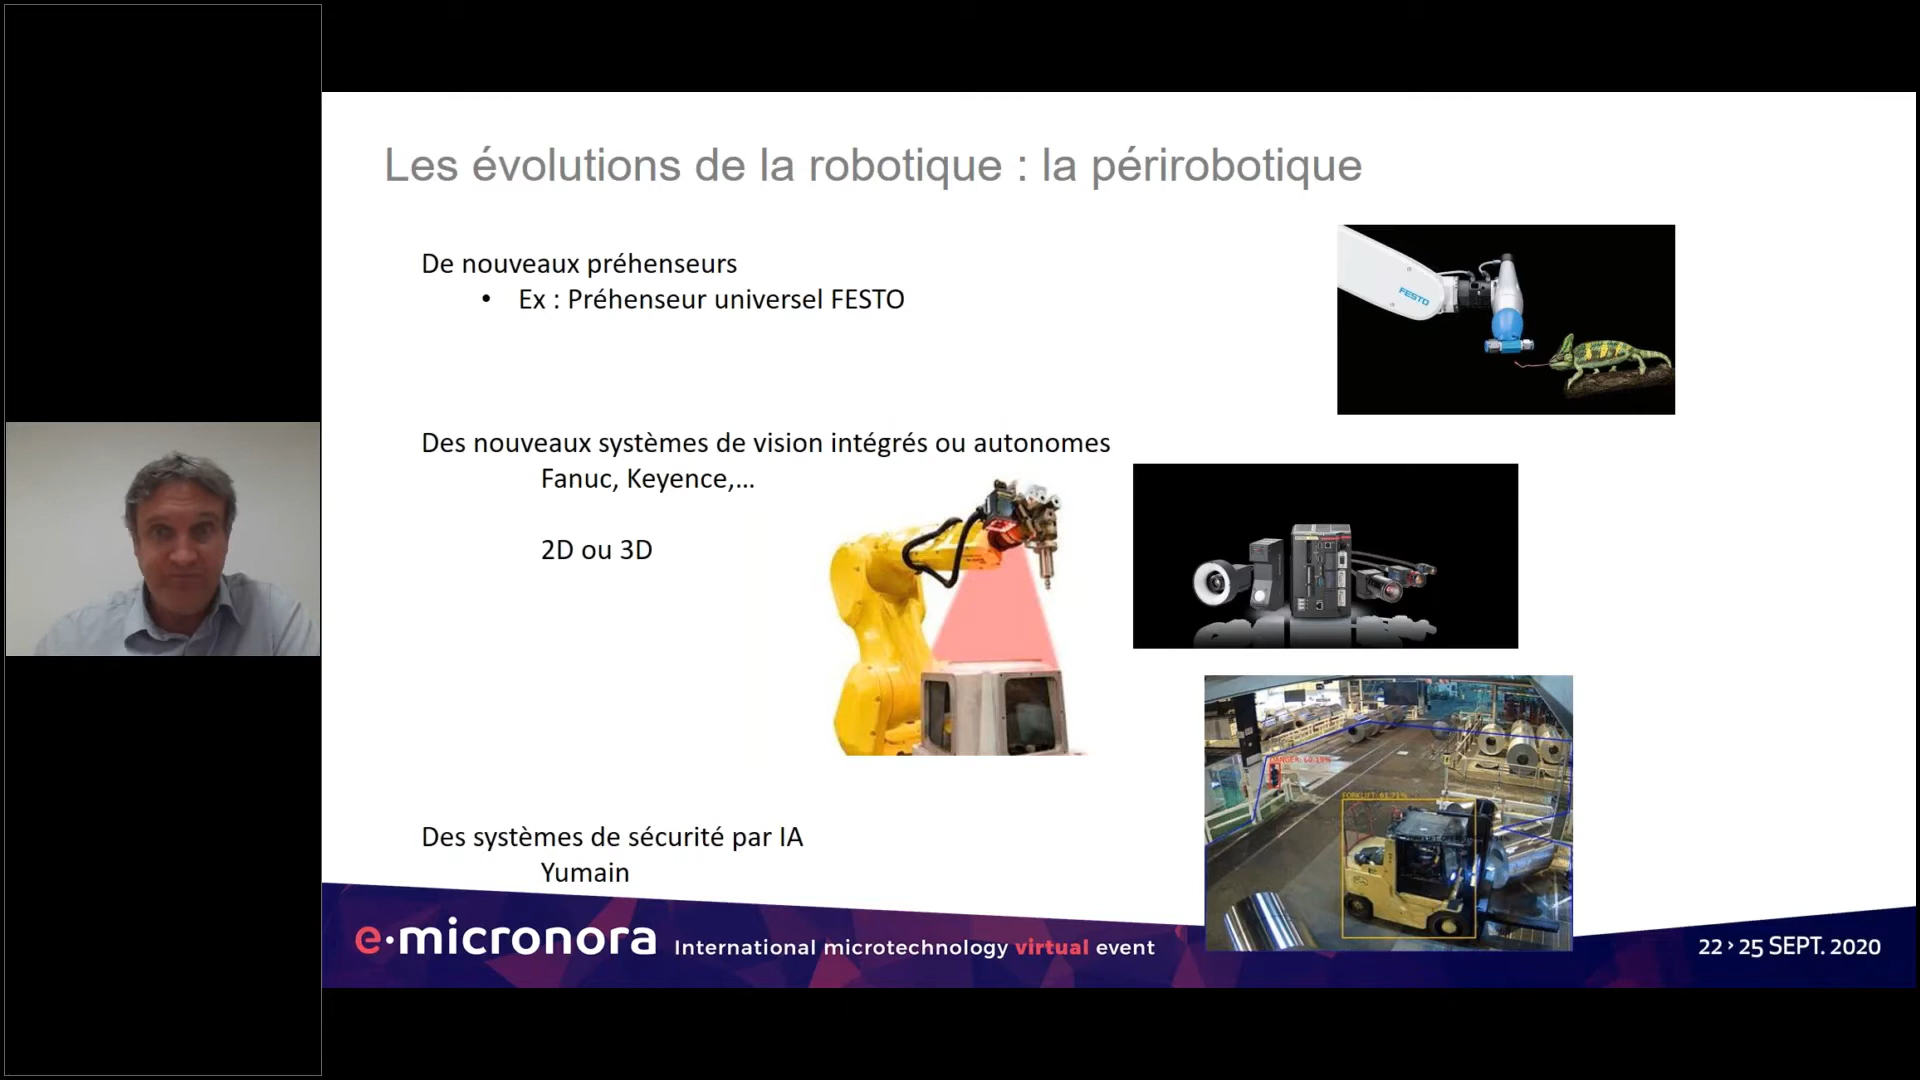 Les évolutions de la robotique : la périrobotique
De nouveaux préhenseurs
• Ex : Préhenseur universel FESTO
FESTO
Des nouveaux systèmes de vision intégrés ou autonomes
Fanuc, Keyence,...
2D ou 3D
Des systèmes de sécurité par IA
Yumain
e·micronora International microtechnology virtual event
22 > 25 SEPT. 2020